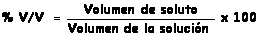 % V/V = Volumen de soluto x 100
Volumen de la solución